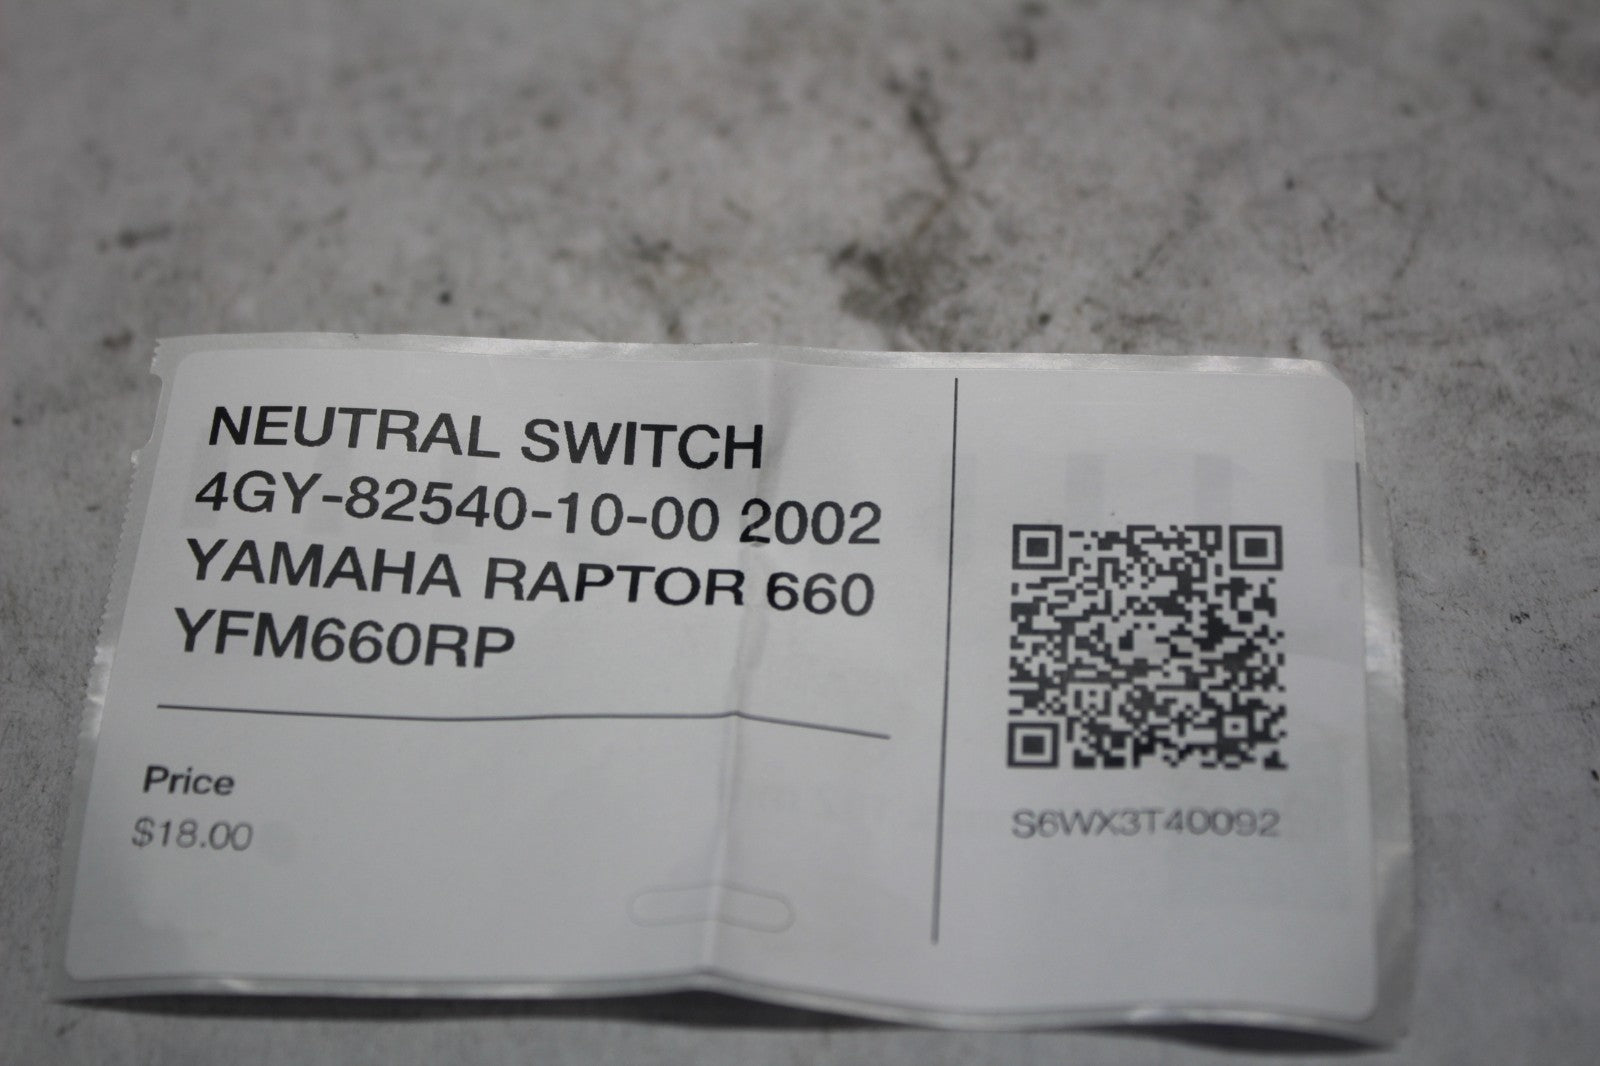 NEUTRAL SWITCH
4GY-82540-10-00 2002
YAMAHA RAPTOR 660
YFM660RP
Price
$18.00
S6WX3T40092